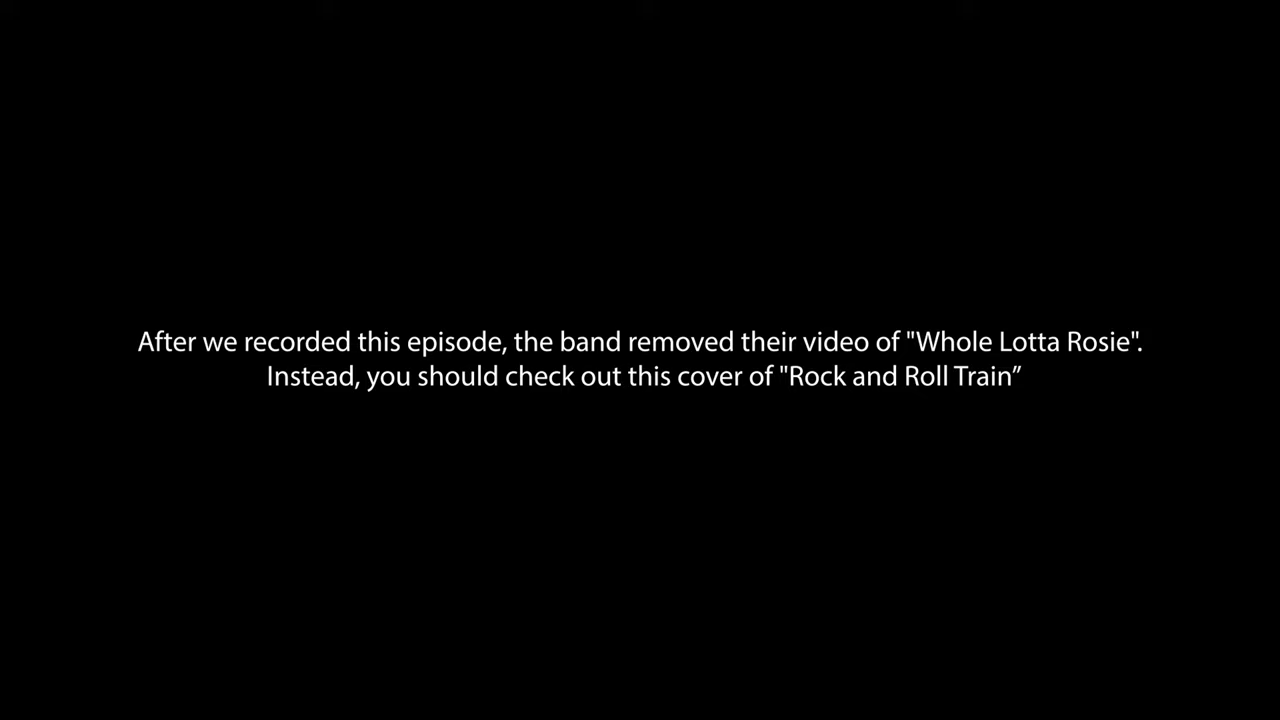 After we recorded this episode, the band removed their video of "Whole Lotta Rosie".
Instead, you should check out this cover of "Rock and Roll Train”